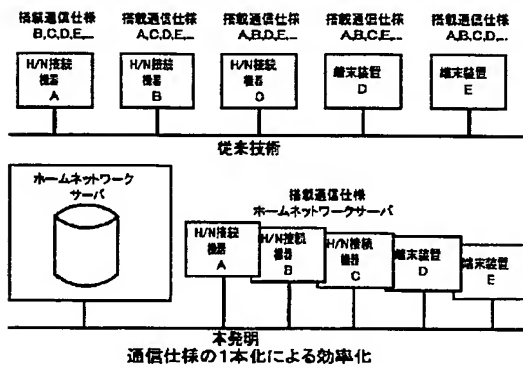 搭載通信仕様 搭載通信仕様 搭載通信仕様 搭載通信仕様 搭載通信仕様
B,C,D,E,... A,C,D,E,... A,B,D,E,... A,B,C,E,... A,B,C,D,...
H/N接続 H/N接続 H/N接続 端末装置 端末装置
機器 機器 機器 D E
A B C
従来技術
ホームネットワーク
サーバ
搭載通信仕様
ホームネットワークサーバ
H/N接続 H/N接続 H/N接続 端末装置 端末装置
機器 機器 機器 D E
A B C
本発明
通信仕様の1本化による効率化